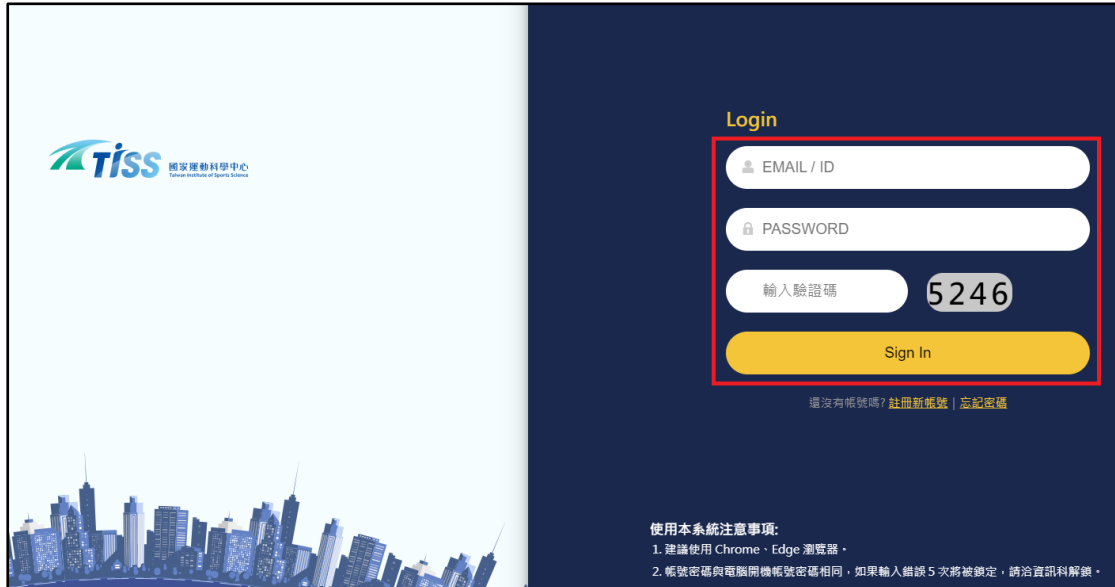 TiSS 國家運動科學中心
Taiwan Institute of Sports Science
Login
EMAIL / ID
PASSWORD
輸入驗證碼
5246
Sign In
還沒有帳號嗎? 註冊新帳號 | 忘記密碼
使用本系統注意事項:
1. 建議使用 Chrome、Edge 瀏覽器。
2. 帳號密碼與電腦開機帳號密碼相同，如果輸入錯誤 5 次將被鎖定，請洽資訊科解鎖。